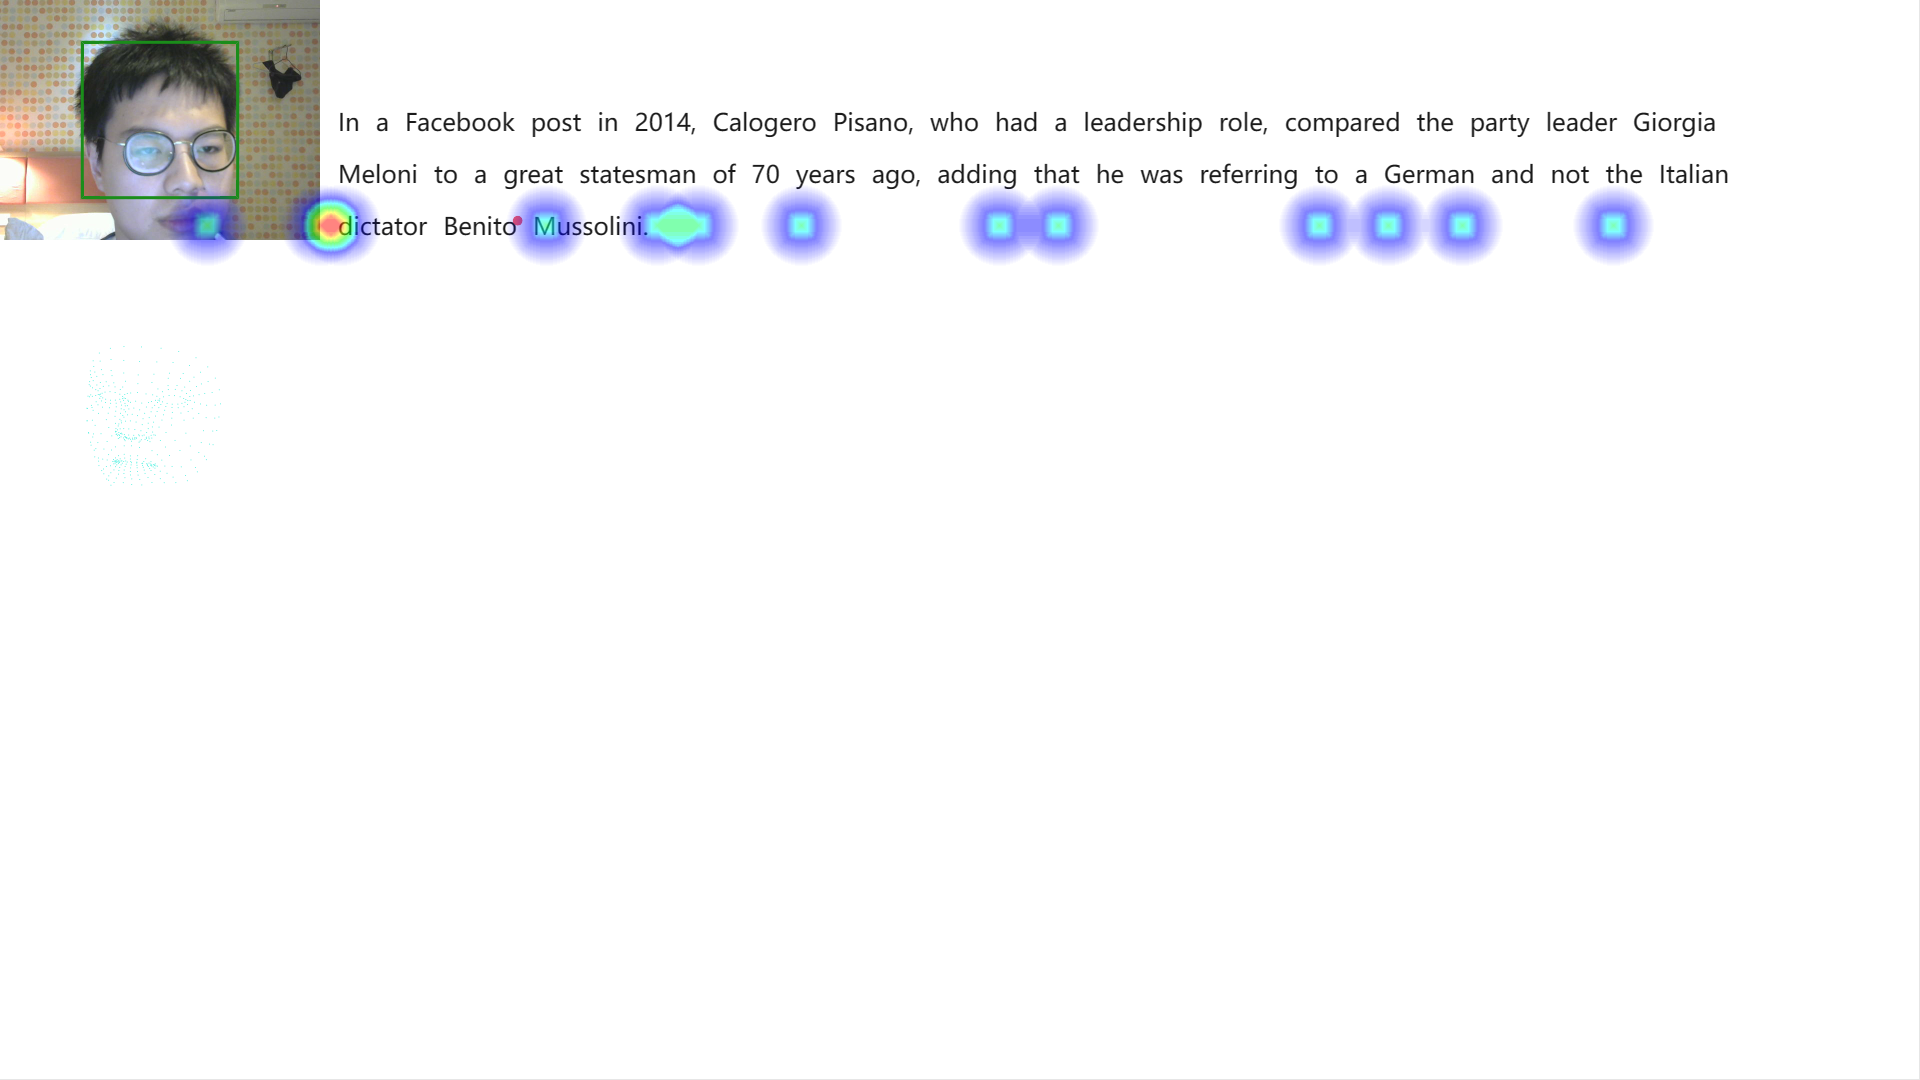 In a Facebook post in 2014, Calogero Pisano, who had a leadership role, compared the party leader Giorgia
Meloni to a great statesman of 70 years ago, adding that he was referring to a German and not the Italian
dictator Benito Mussolini.